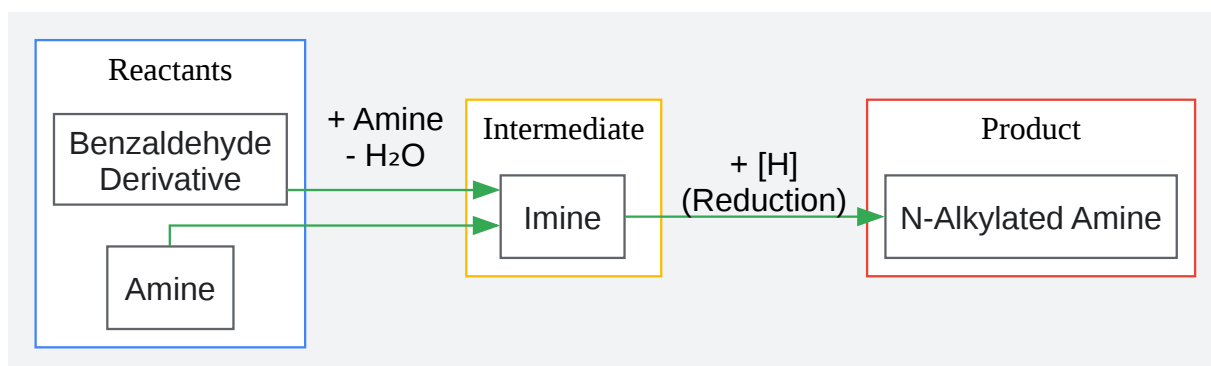 Reactants
Benzaldehyde
Derivative
Amine
+ Amine
- H₂O
Intermediate
Imine
+ [H]
(Reduction)
Product
N-Alkylated Amine